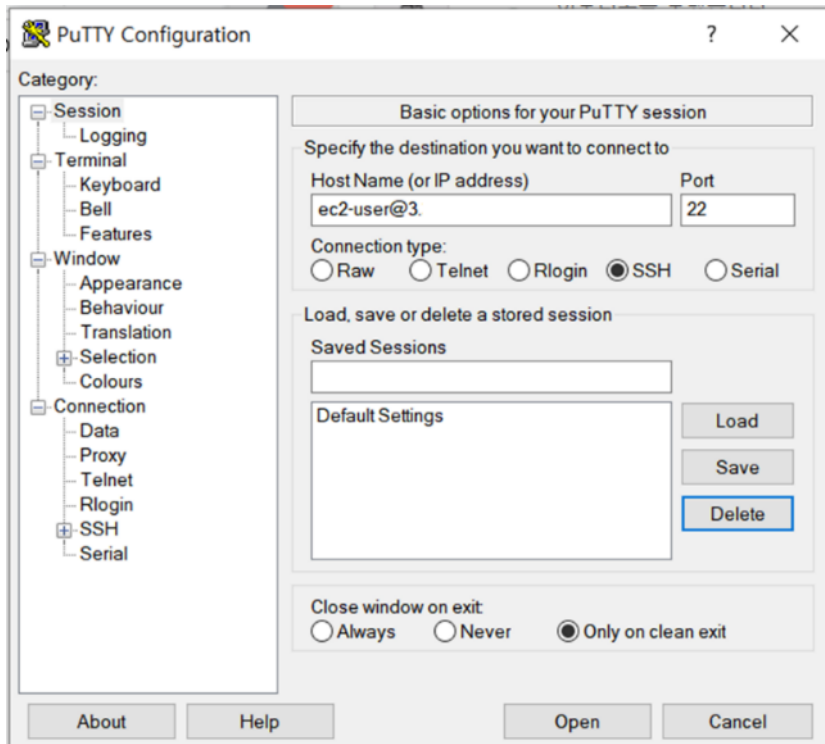 PuTTY Configuration
?
Category:
Session
Logging
Terminal
Keyboard
Bell
Features
Window
Appearance
Behaviour
Translation
Selection
Colours
Connection
Data
Proxy
Telnet
Rlogin
SSH
Serial
Basic options for your PuTTY session
Specify the destination you want to connect to
Host Name (or IP address) Port
ec2-user@3. 22
Connection type:
Raw Telnet Rlogin SSH Serial
Load, save or delete a stored session
Saved Sessions
Default Settings
Load
Save
Delete
Close window on exit:
Always Never Only on clean exit
About Help Open Cancel